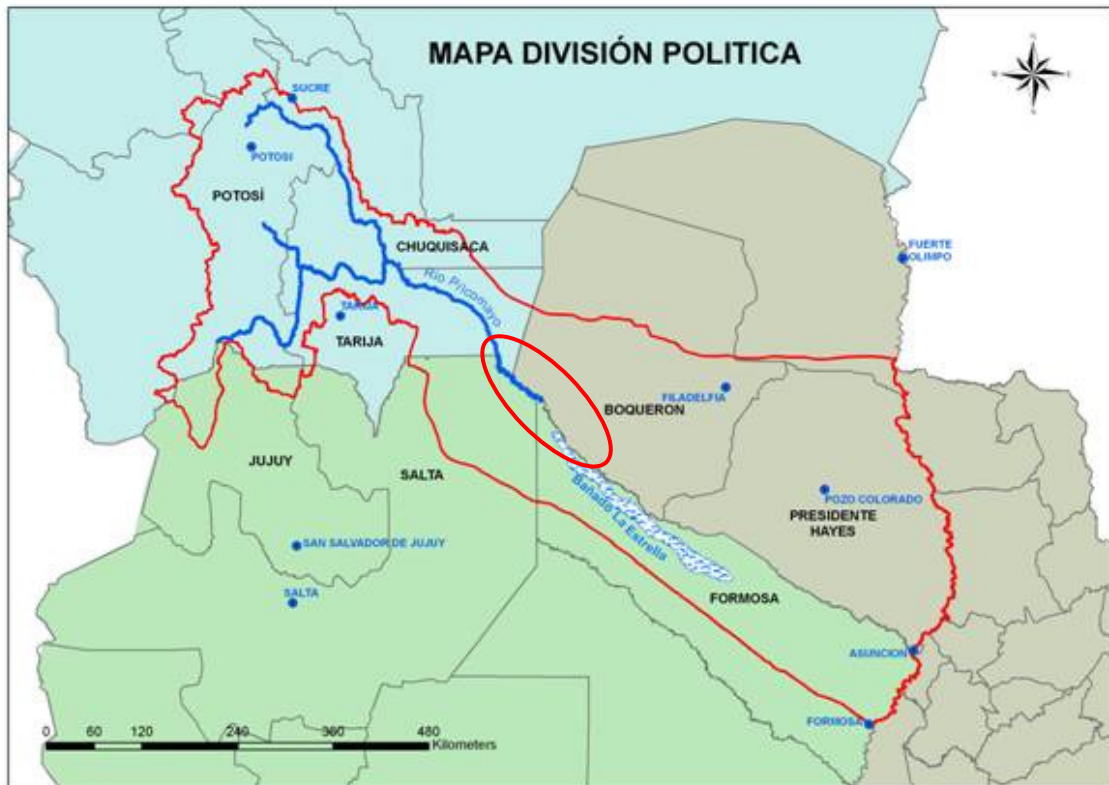 MAPA DIVISIÓN POLITICA
N
E
S
SUCRE
POTOSI
POTOSÍ
CHUQUISACA
FUERTE
OLIMPO
Río Pilcomayo
TARIJA
TARIJA
FILADELFIA
BOQUERON
JUJUY
SALTA
Bañado La Estrella
POZO COLORADO
PRESIDENTE
HAYES
SAN SALVADOR DE JUJUY
SALTA
FORMOSA
ASUNCION
FORMOSA
0 60 120 240 360 480
Kilometers